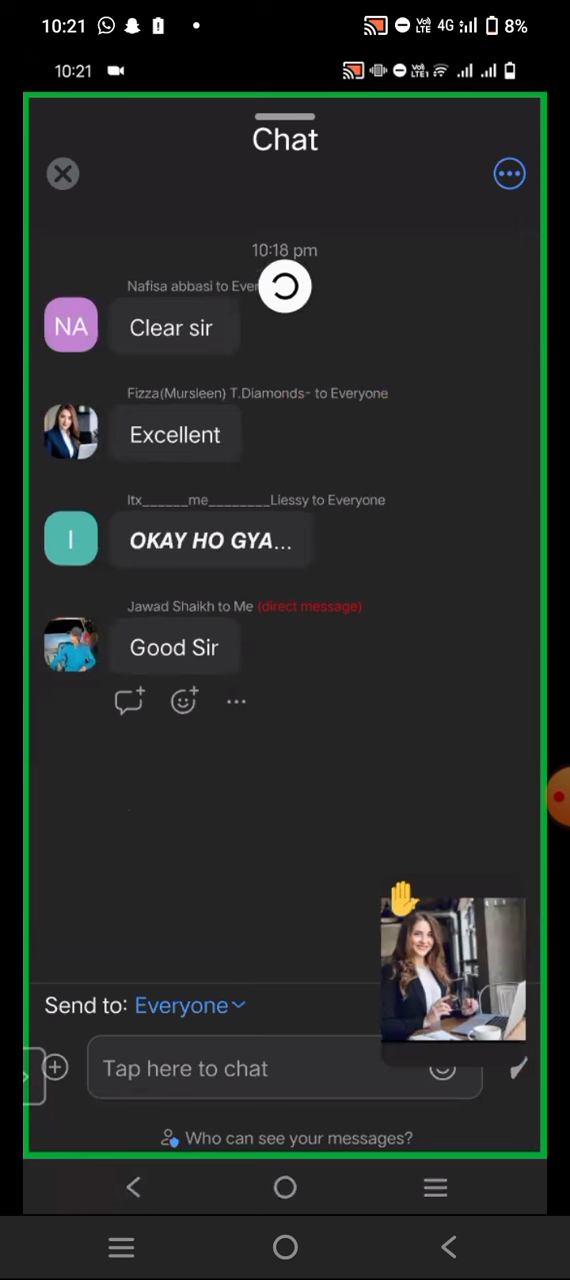 10:21 4G 8%
10:21
Chat
10:18 pm
Nafisa abbasi to
NA
Clear sir
Fizza(Mursleen) T.Diamonds- to Everyone
Excellent
Itx______me________Liessy to Everyone
I
OKAY HO GYA...
Jawad Shaikh to Me (direct message)
Good Sir
Send to: Everyone
Tap here to chat
Who can see your messages?